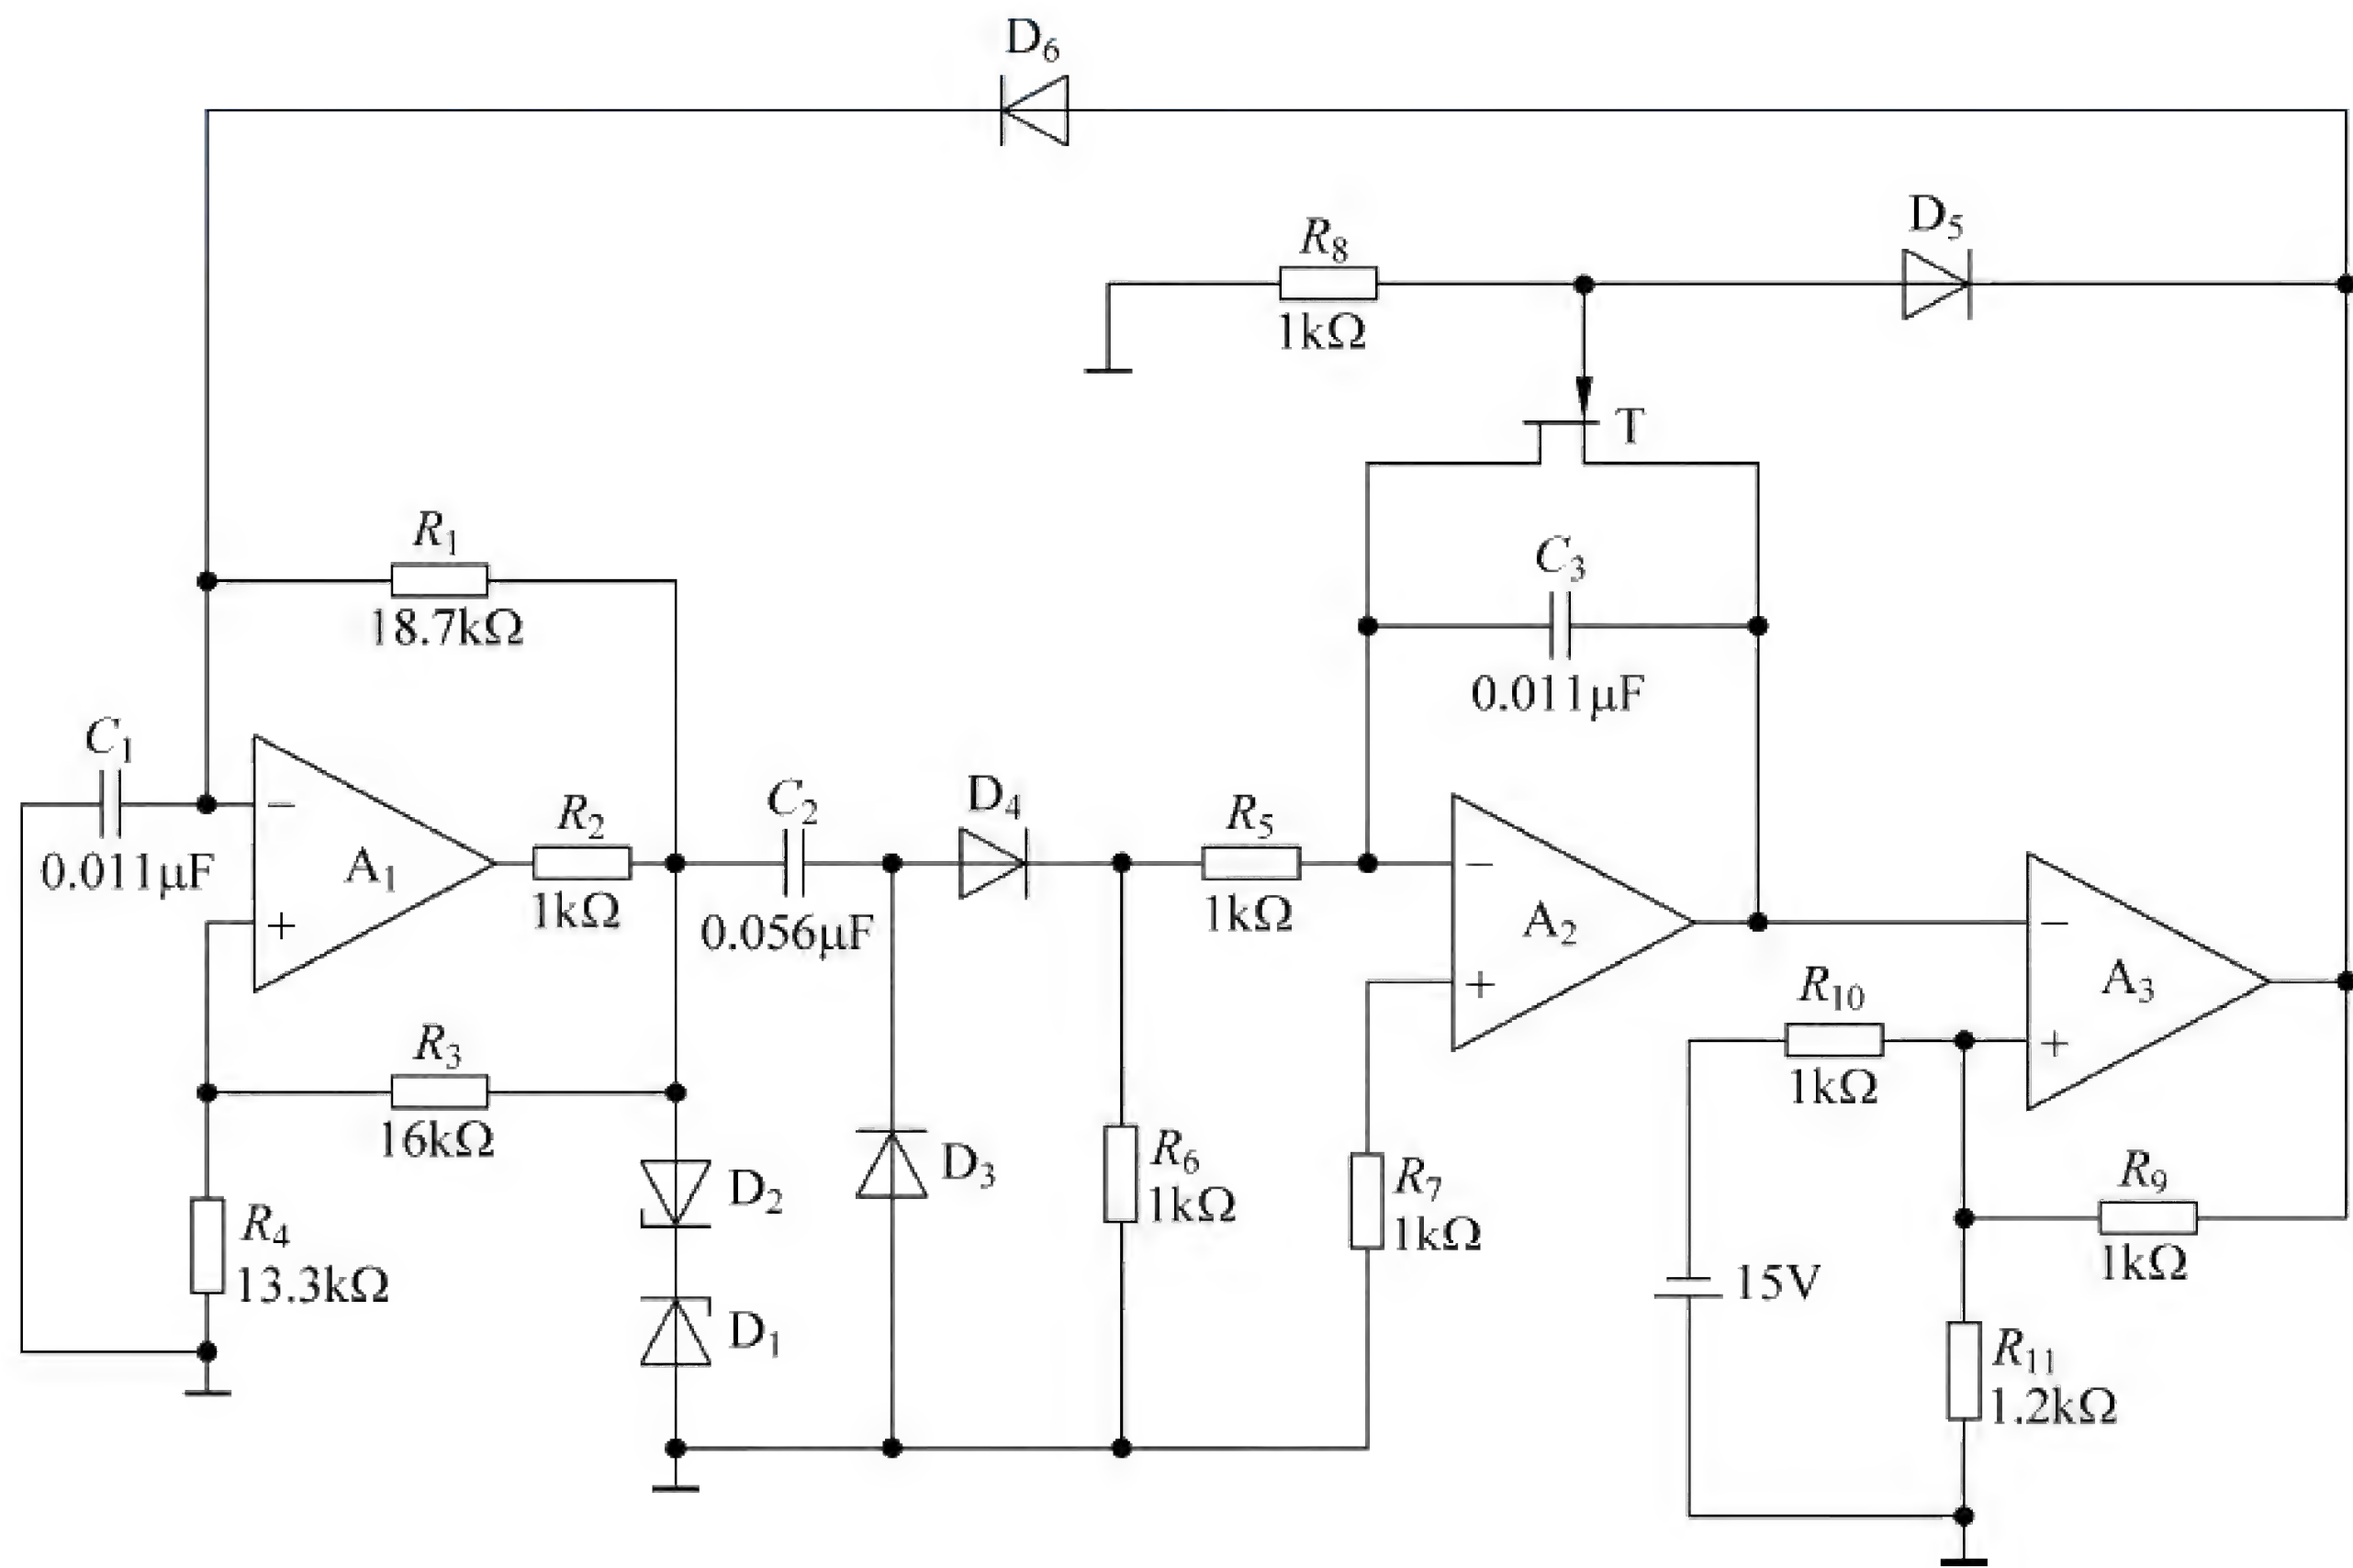 D₆
D₅
R₈
1kΩ
T
R₁
18.7kΩ
C₃
0.011μF
C₁
0.011μF
−
A₁
+
R₂
1kΩ
C₂
0.056μF
D₄
R₅
1kΩ
−
A₂
+
−
A₃
+
R₁₀
1kΩ
R₃
16kΩ
R₄
13.3kΩ
D₂
D₁
D₃
R₆
1kΩ
R₇
1kΩ
15V
R₉
1kΩ
R₁₁
1.2kΩ